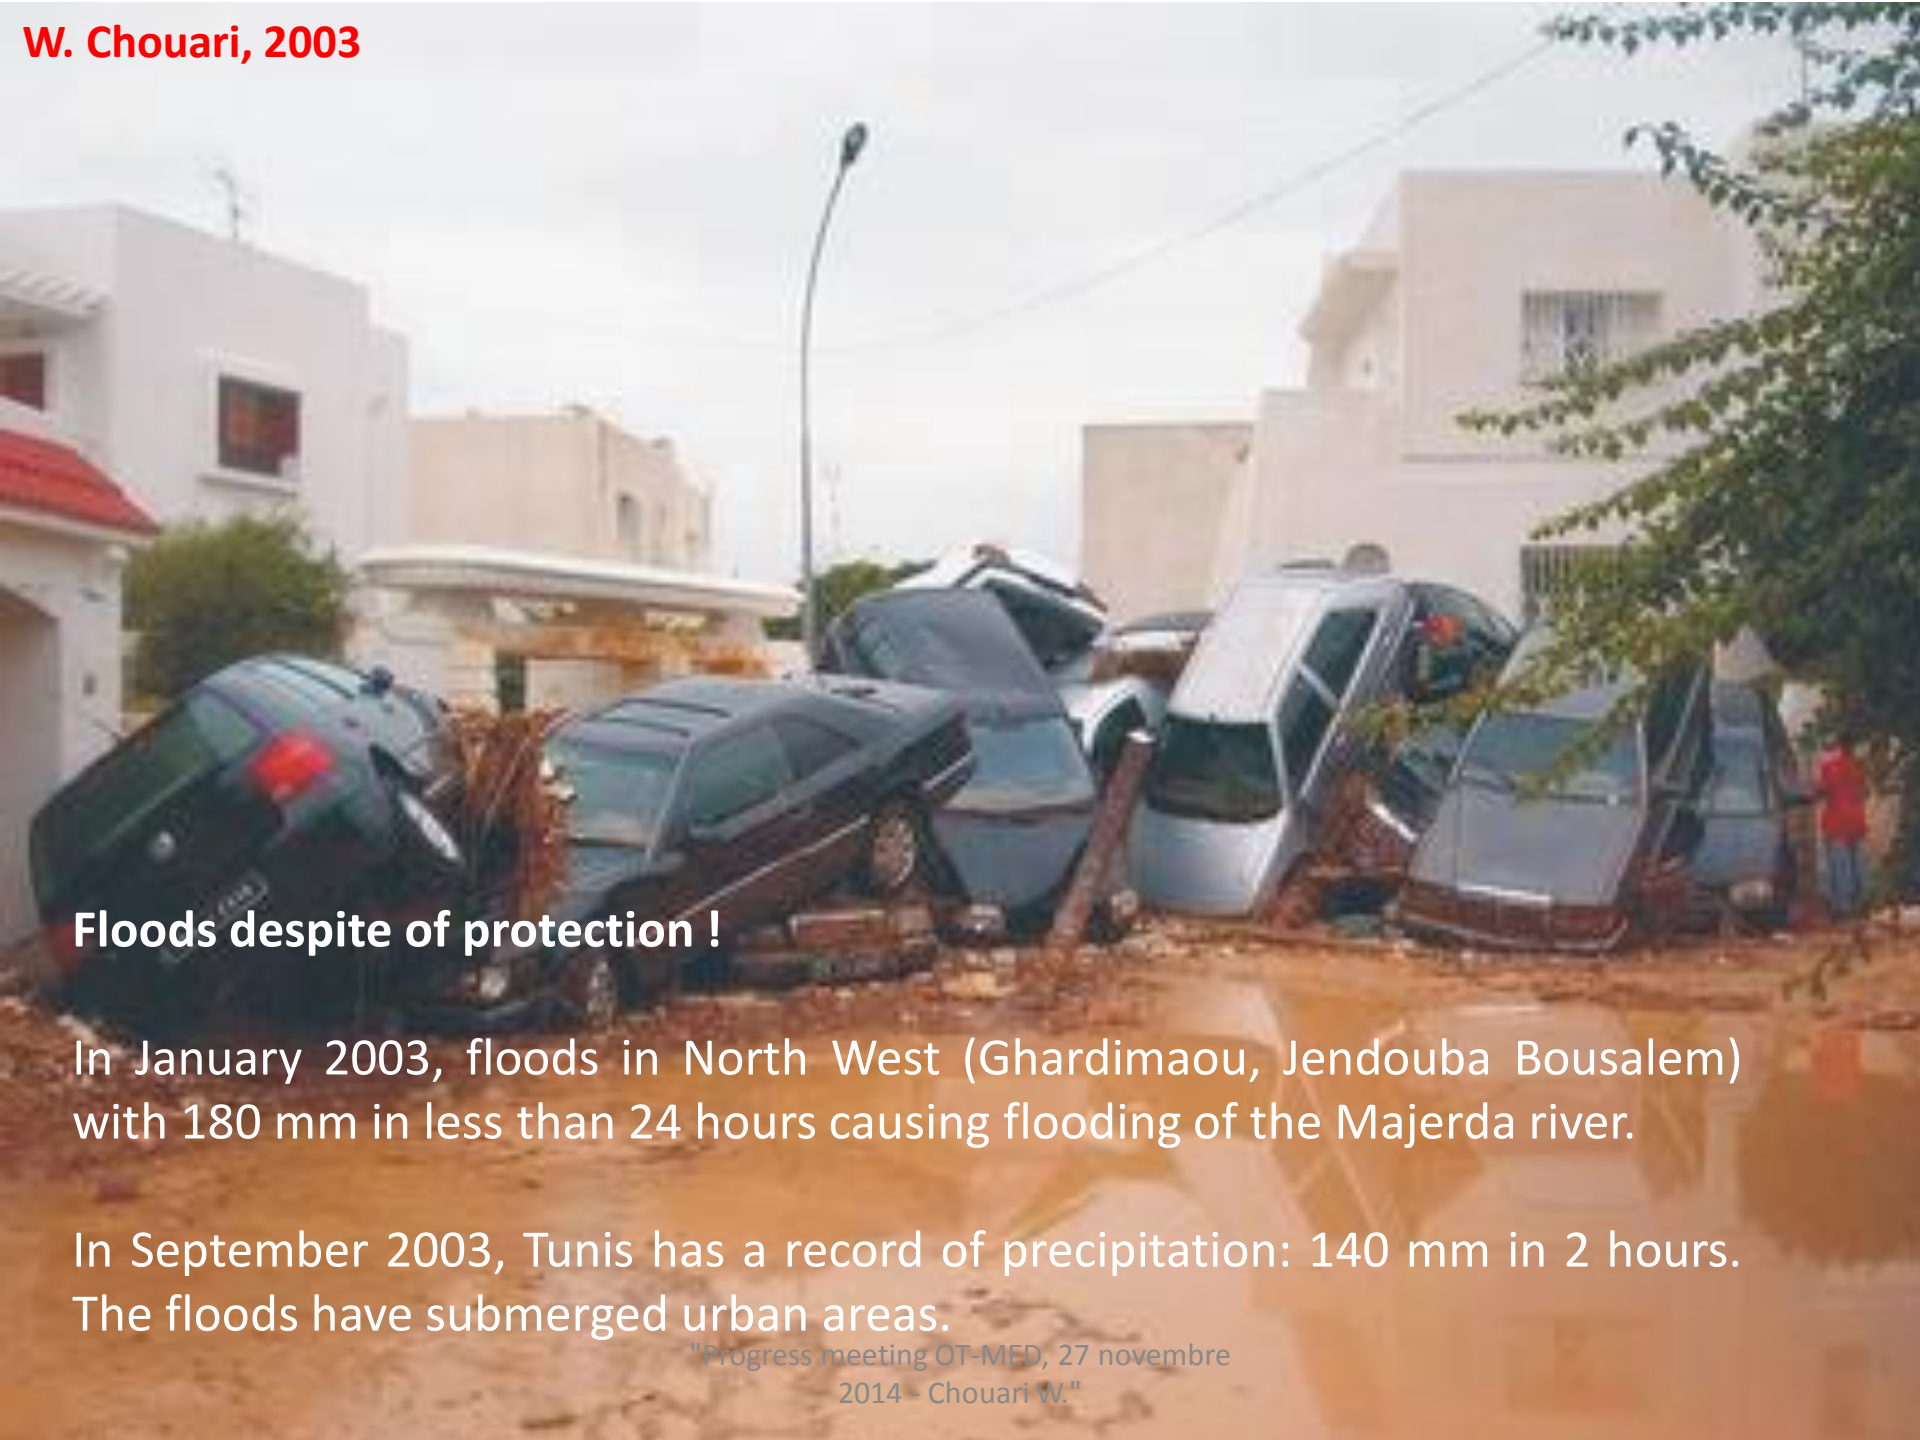 W. Chouari, 2003
Floods despite of protection !
In January 2003, floods in North West (Ghardimaou, Jendouba Bousalem)
with 180 mm in less than 24 hours causing flooding of the Majerda river.
In September 2003, Tunis has a record of precipitation: 140 mm in 2 hours.
The floods have submerged urban areas.
"Progress meeting OT-MED, 27 novembre
2014 - Chouari W."